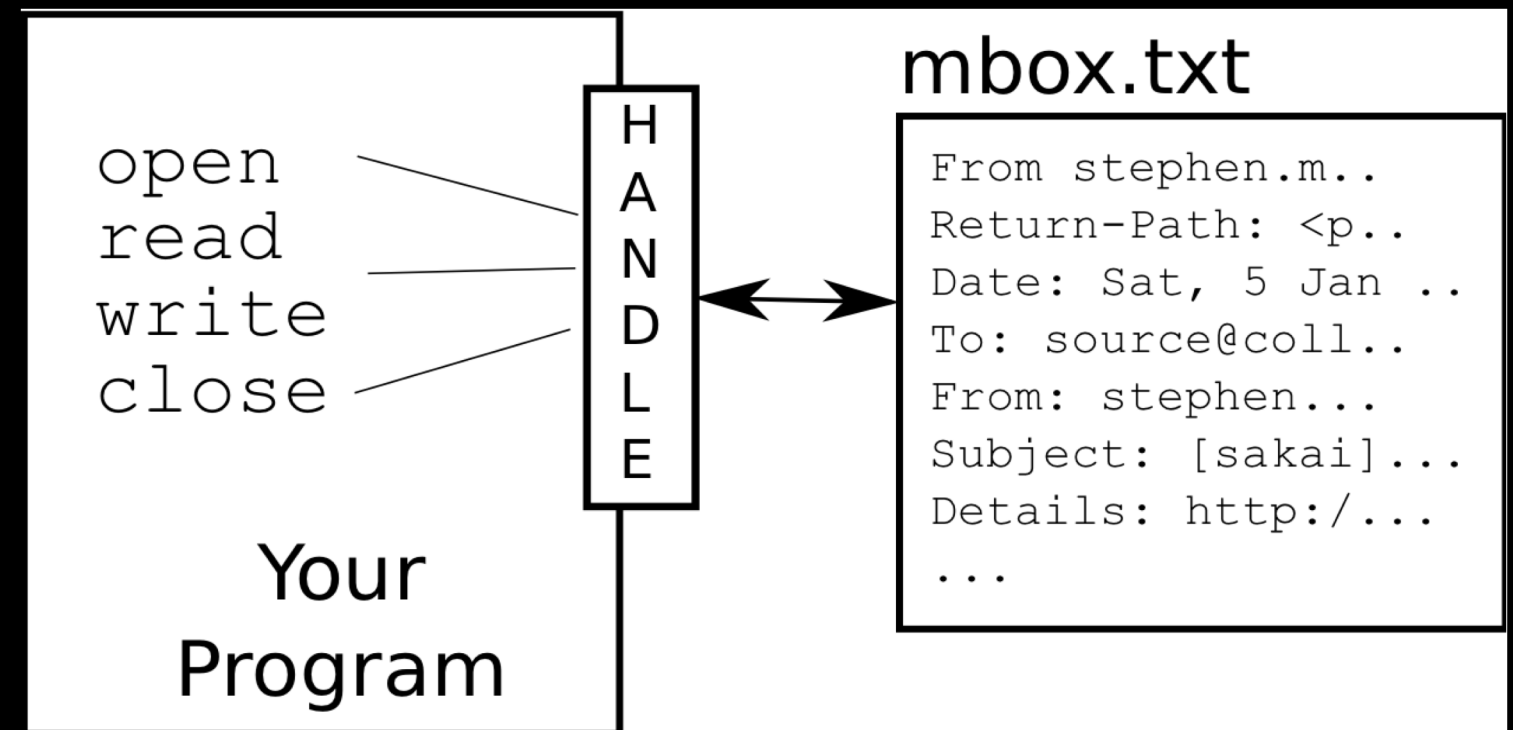 open
read
write
close
Your
Program
H
A
N
D
L
E
mbox.txt
From stephen.m..
Return-Path: <p..
Date: Sat, 5 Jan ..
To: source@coll..
From: stephen...
Subject: [sakai]...
Details: http:/...
...